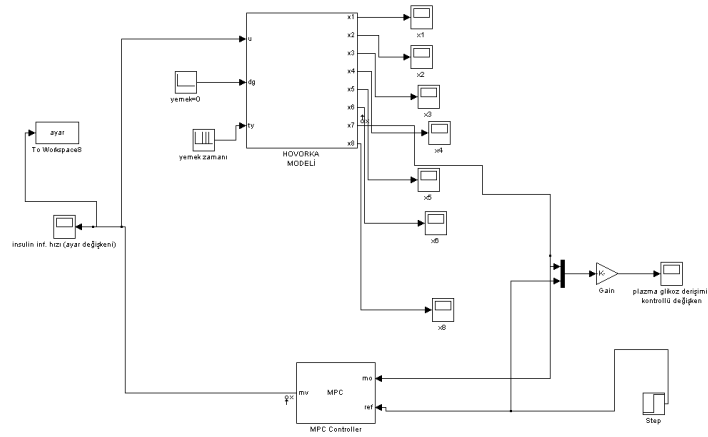 u
dg
ty
x1
x2
x3
x4
x5
x6
x7
x8
HOVORKA
MODELİ
x1
x2
x3
x4
x5
x6
x8
yemek=0
yemek zamanı
ayar
To Workspace8
insulin inf. hızı (ayar değişkeni)
K-
Gain
plazma glikoz derişimi
kontrollü değişken
mv
MPC
mo
ref
MPC Controller
Step